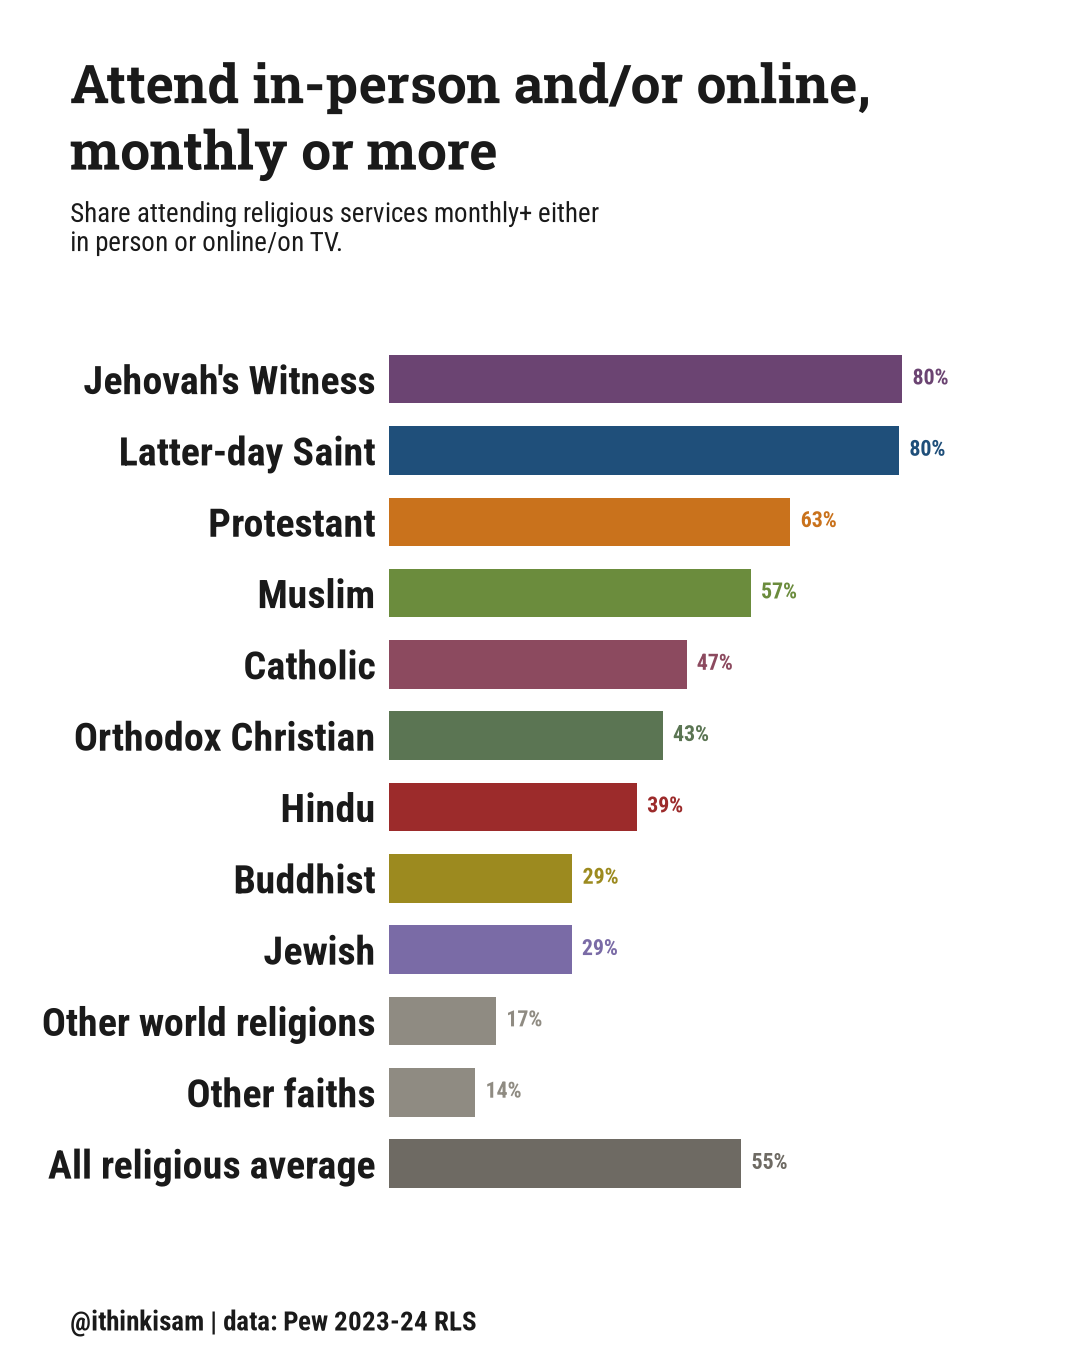 Attend in-person and/or online,
monthly or more
Share attending religious services monthly+ either
in person or online/on TV.
Jehovah's Witness 80%
Latter-day Saint 80%
Protestant 63%
Muslim 57%
Catholic 47%
Orthodox Christian 43%
Hindu 39%
Buddhist 29%
Jewish 29%
Other world religions 17%
Other faiths 14%
All religious average 55%
@ithinkisam | data: Pew 2023-24 RLS